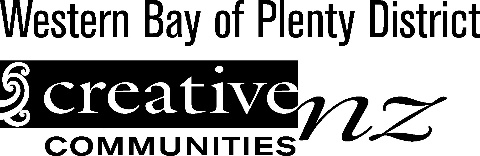 Western Bay of Plenty District
creative nz
COMMUNITIES